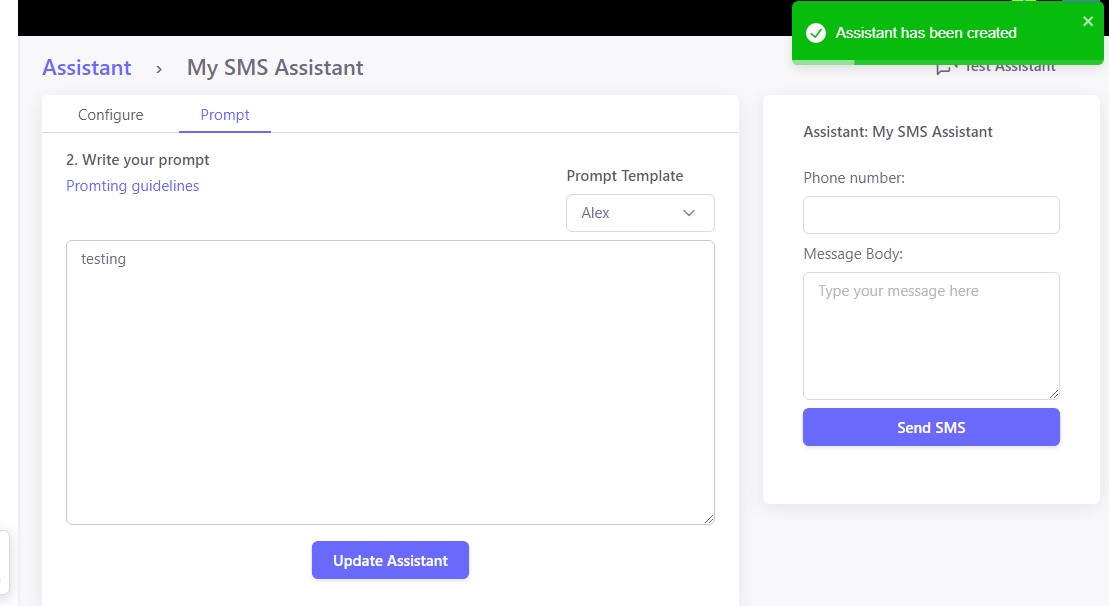 Assistant has been created
Assistant › My SMS Assistant
Test Assistant
Configure Prompt
2. Write your prompt
Promting guidelines
Prompt Template
Alex
testing
Update Assistant
Assistant: My SMS Assistant
Phone number:
Message Body:
Type your message here
Send SMS